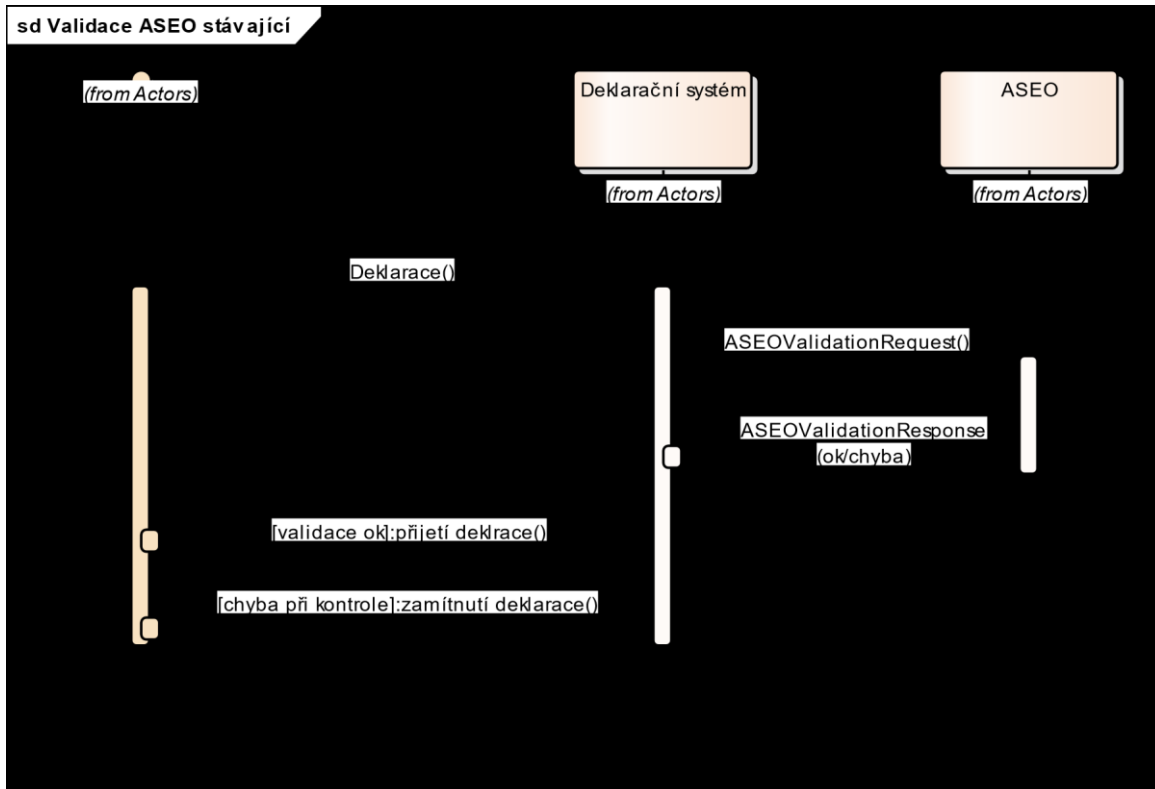 sd Validace ASEO stávající
(from Actors)
Deklarační systém
ASEO
(from Actors)
(from Actors)
Deklarace()
ASEOValidationRequest()
ASEOValidationResponse
(ok/chyba)
[validace ok]:přijetí deklrace()
[chyba při kontrole]:zamítnutí deklarace()